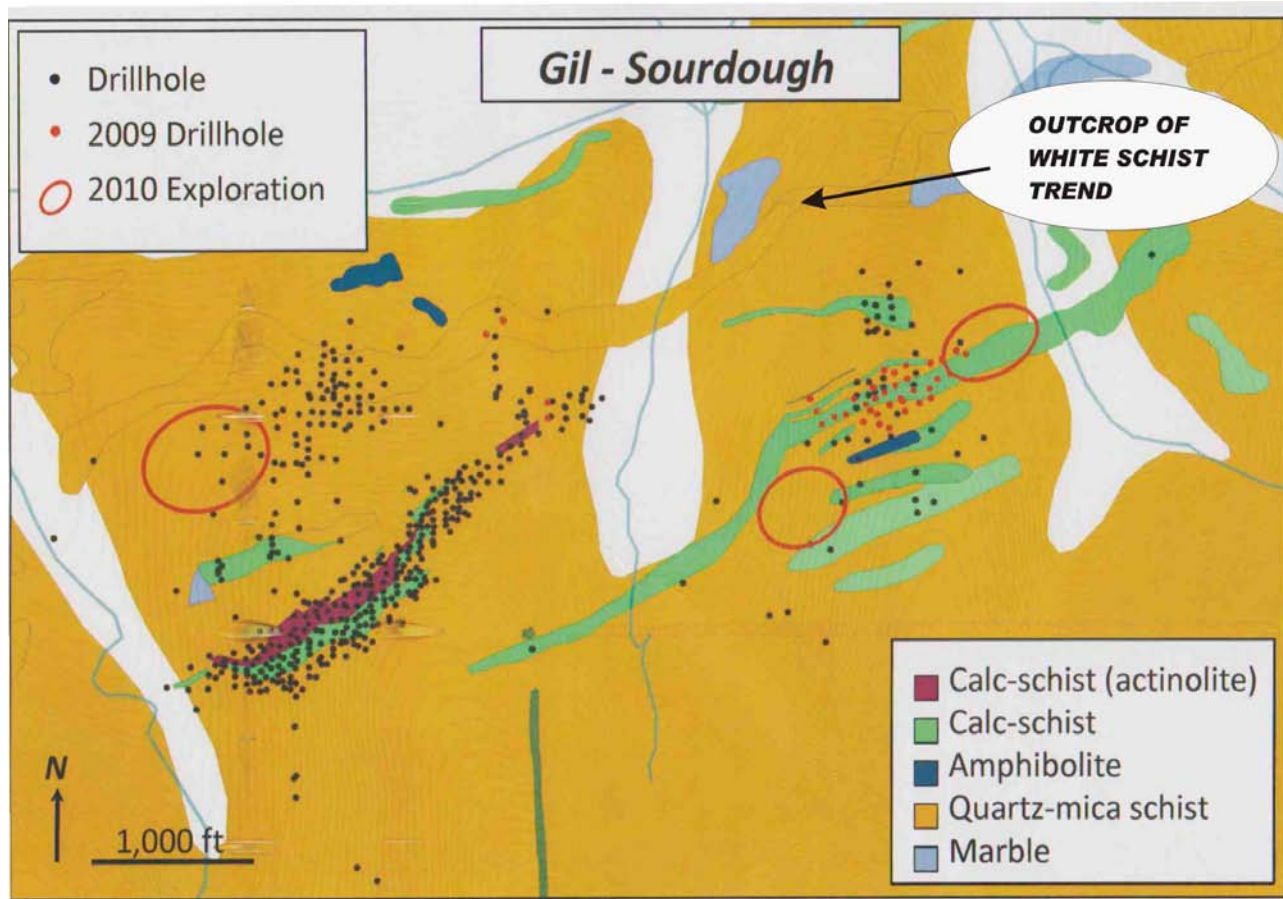 Drillhole
2009 Drillhole
2010 Exploration
Gil - Sourdough
OUTCROP OF
WHITE SCHIST
TREND
N
1,000 ft
Calc-schist (actinolite)
Calc-schist
Amphibolite
Quartz-mica schist
Marble